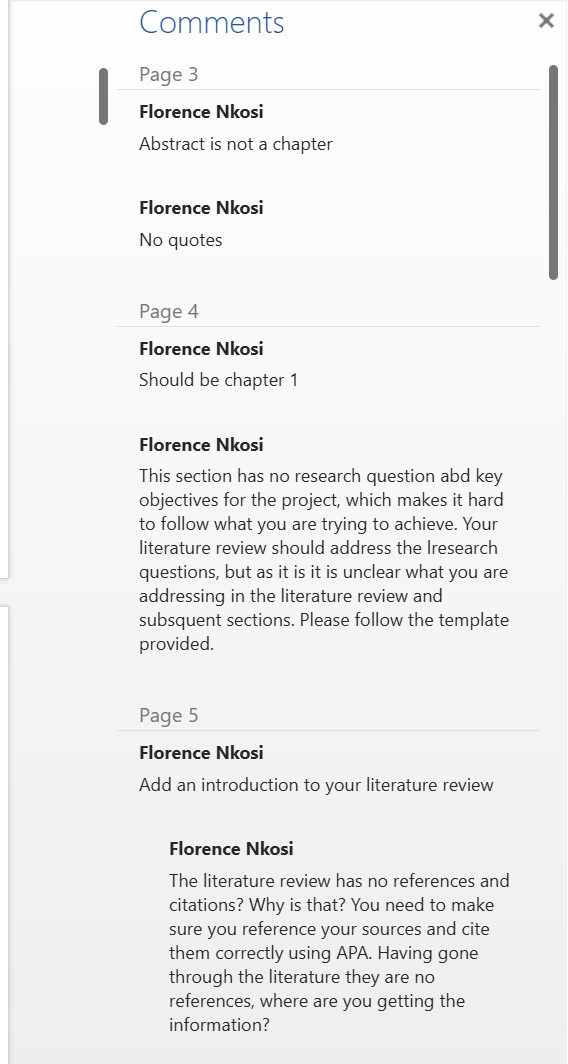 Comments
Page 3
Florence Nkosi
Abstract is not a chapter
Florence Nkosi
No quotes
Page 4
Florence Nkosi
Should be chapter 1
Florence Nkosi
This section has no research question abd key
objectives for the project, which makes it hard
to follow what you are trying to achieve. Your
literature review should address the lresearch
questions, but as it is it is unclear what you are
addressing in the literature review and
subsquent sections. Please follow the template
provided.
Page 5
Florence Nkosi
Add an introduction to your literature review
Florence Nkosi
The literature review has no references and
citations? Why is that? You need to make
sure you reference your sources and cite
them correctly using APA. Having gone
through the literature they are no
references, where are you getting the
information?